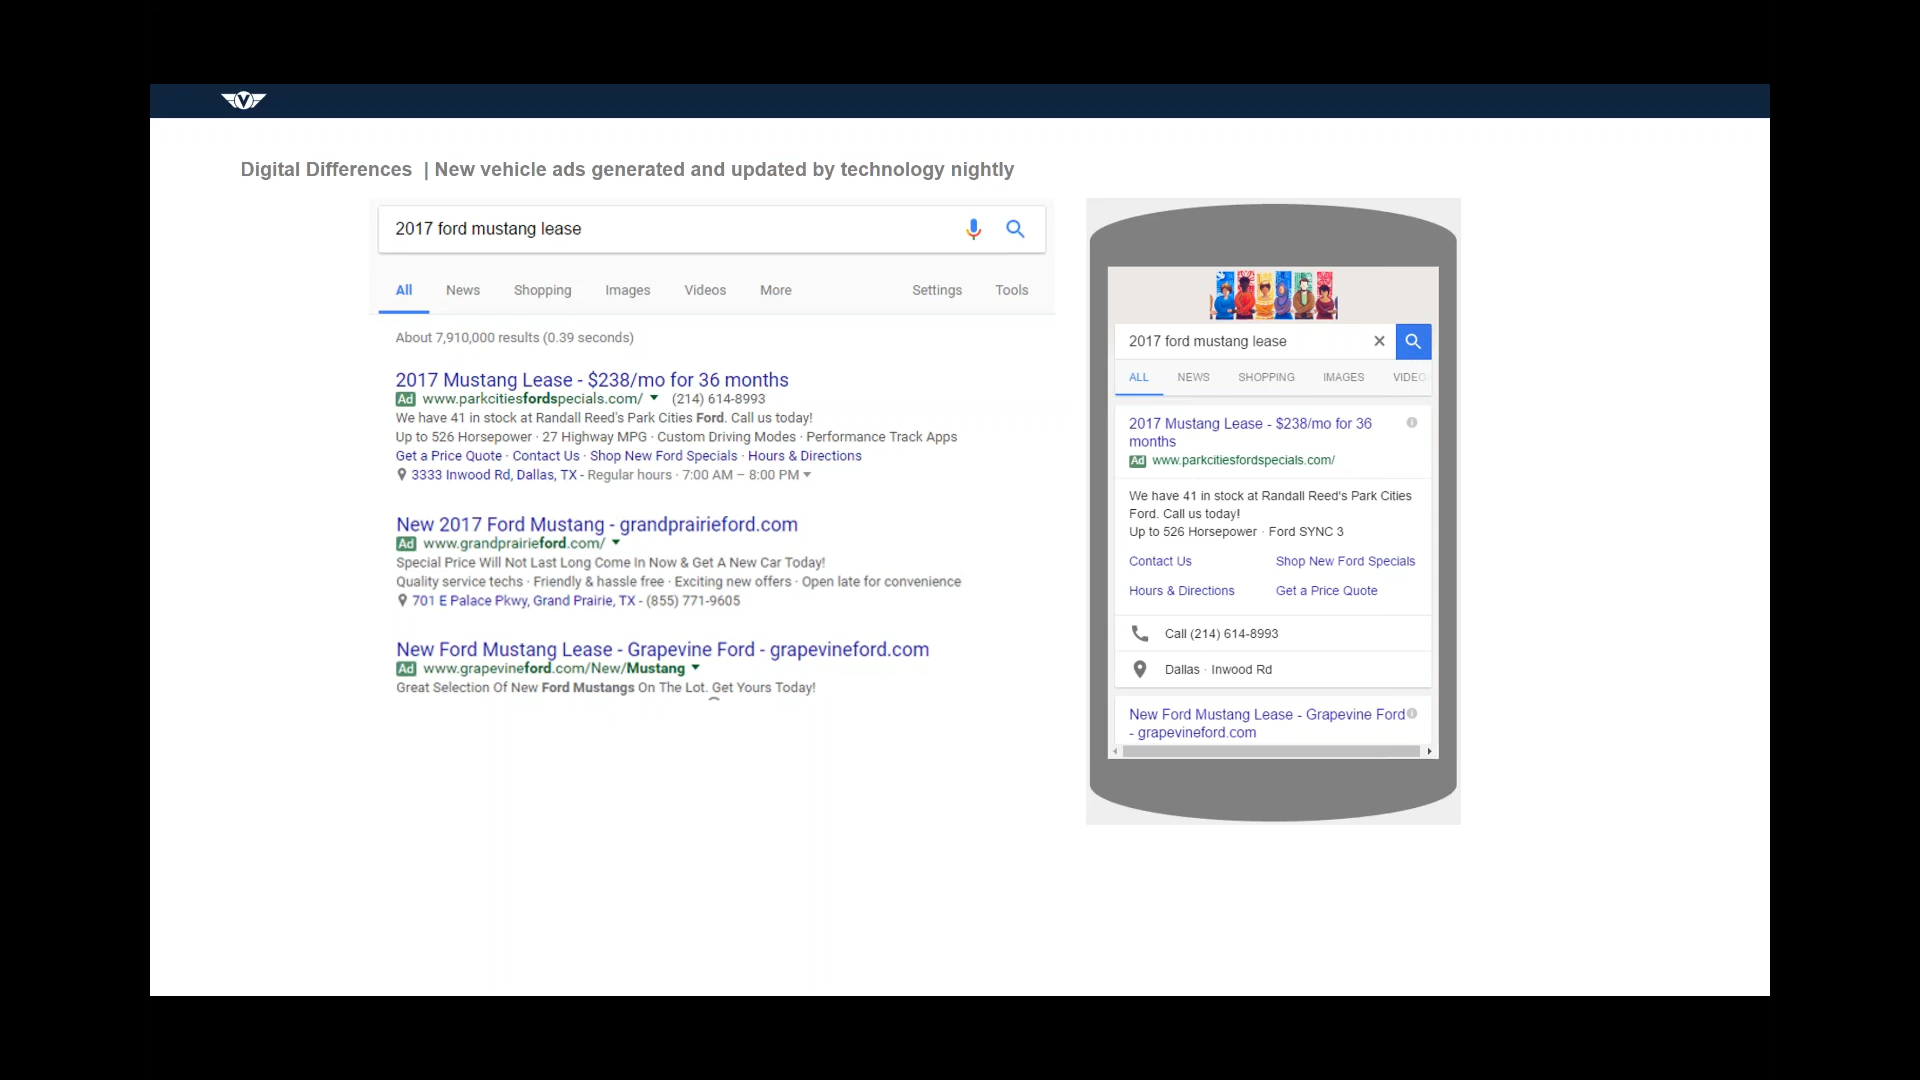 V
Digital Differences | New vehicle ads generated and updated by technology nightly
2017 ford mustang lease
All News Shopping Images Videos More Settings Tools
About 7,910,000 results (0.39 seconds)
2017 Mustang Lease - $238/mo for 36 months
Ad www.parkcitiesfordspecials.com/ (214) 614-8993
We have 41 in stock at Randall Reed's Park Cities Ford. Call us today!
Up to 526 Horsepower · 27 Highway MPG · Custom Driving Modes · Performance Track Apps
Get a Price Quote · Contact Us · Shop New Ford Specials · Hours & Directions
3333 Inwood Rd, Dallas, TX - Regular hours · 7:00 AM – 8:00 PM
New 2017 Ford Mustang - grandprairieford.com
Ad www.grandprairieford.com/
Special Price Will Not Last Long Come In Now & Get A New Car Today!
Quality service techs · Friendly & hassle free · Exciting new offers · Open late for convenience
701 E Palace Pkwy, Grand Prairie, TX - (855) 771-9605
New Ford Mustang Lease - Grapevine Ford - grapevineford.com
Ad www.grapevineford.com/New/Mustang
Great Selection Of New Ford Mustangs On The Lot. Get Yours Today!
2017 ford mustang lease
ALL NEWS SHOPPING IMAGES VIDEO
2017 Mustang Lease - $238/mo for 36
months
Ad www.parkcitiesfordspecials.com/
We have 41 in stock at Randall Reed's Park Cities
Ford. Call us today!
Up to 526 Horsepower · Ford SYNC 3
Contact Us Shop New Ford Specials
Hours & Directions Get a Price Quote
Call (214) 614-8993
Dallas · Inwood Rd
New Ford Mustang Lease - Grapevine Ford
- grapevineford.com